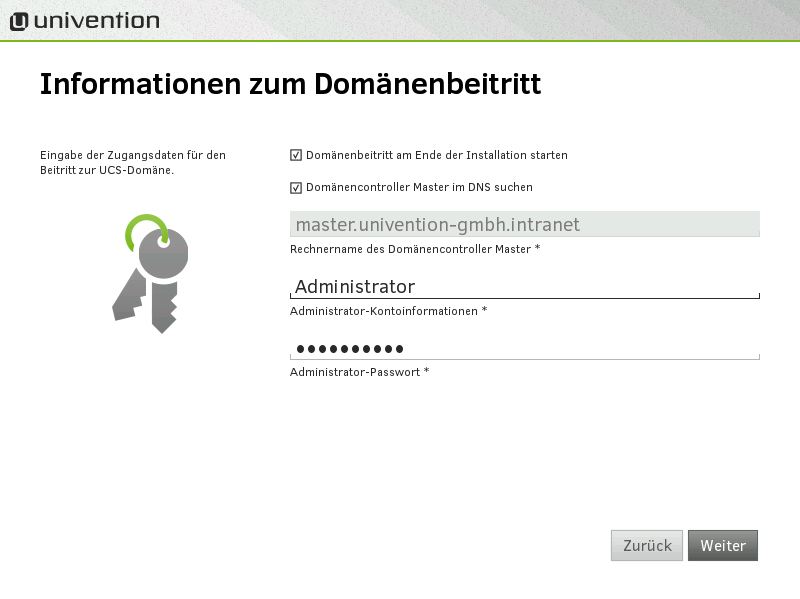 univention
Informationen zum Domänenbeitritt
Eingabe der Zugangsdaten für den
Beitritt zur UCS-Domäne.
Domänenbeitritt am Ende der Installation starten
Domänencontroller Master im DNS suchen
master.univention-gmbh.intranet
Rechnername des Domänencontroller Master *
Administrator
Administrator-Kontoinformationen *
●●●●●●●●●●
Administrator-Passwort *
Zurück
Weiter